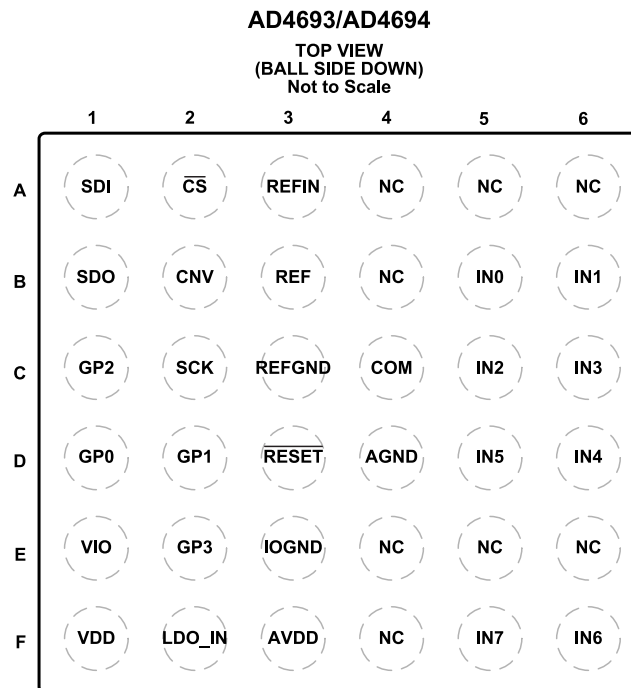 AD4693/AD4694
TOP VIEW
(BALL SIDE DOWN)
Not to Scale
1 2 3 4 5 6
A SDI C̅S̅ REFIN NC NC NC
B SDO CNV REF NC IN0 IN1
C GP2 SCK REFGND COM IN2 IN3
D GP0 GP1 R̅E̅S̅E̅T̅ AGND IN5 IN4
E VIO GP3 IOGND NC NC NC
F VDD LDO_IN AVDD NC IN7 IN6